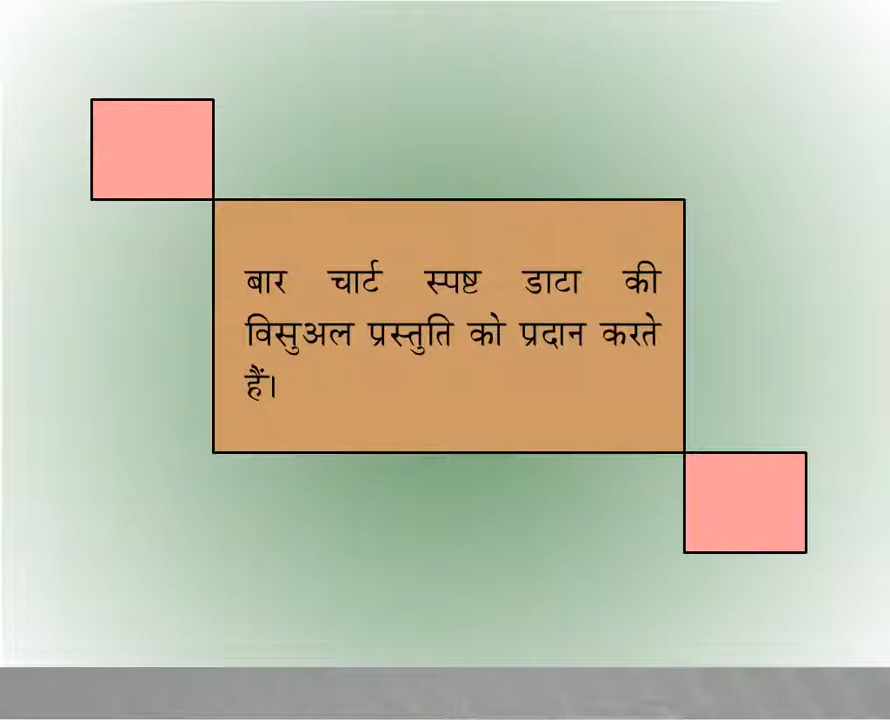 बार चार्ट स्पष्ट डाटा की
विसुअल प्रस्तुति को प्रदान करते
हैं।